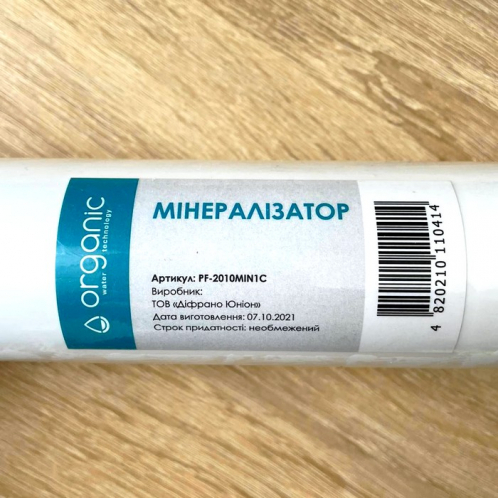 organic
water technology
МІНЕРАЛІЗАТОР
Артикул: PF-2010MIN1C
Виробник:
ТОВ «Діфрано Юніон»
Дата виготовлення: 07.10.2021
Строк придатності: необмежений
4 820210 110414